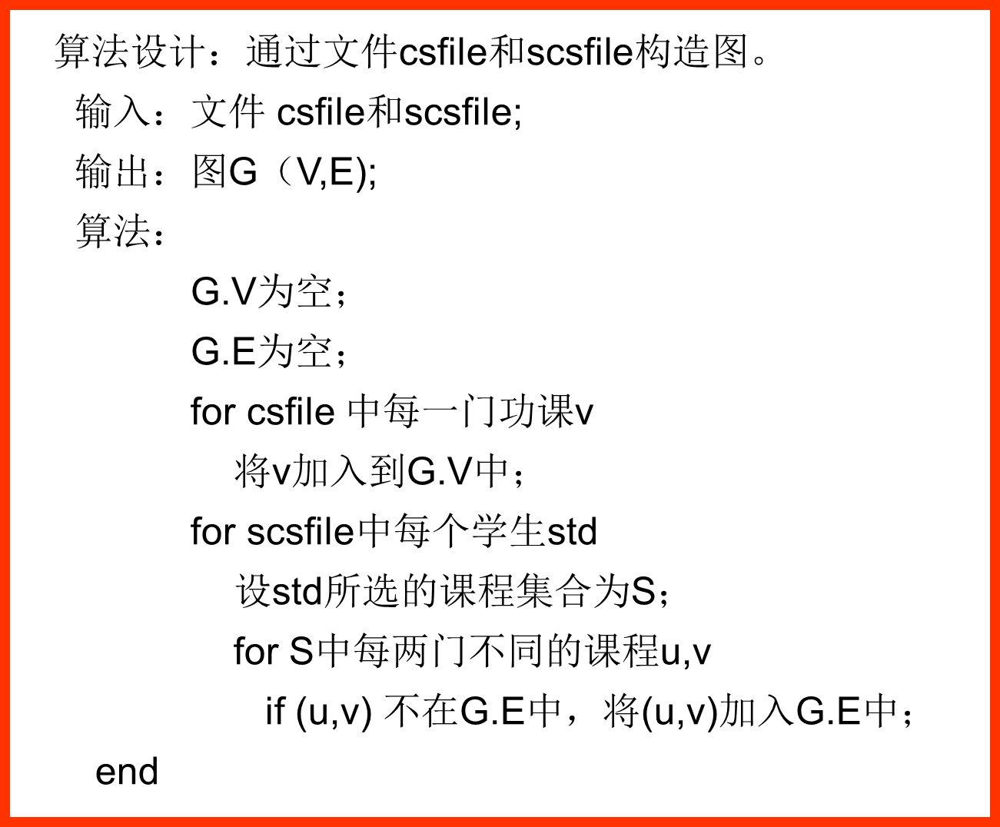 算法设计：通过文件csfile和scsfile构造图。
输入：文件 csfile和scsfile;
输出：图G（V,E);
算法：
G.V为空；
G.E为空；
for csfile 中每一门功课v
将v加入到G.V中；
for scsfile中每个学生std
设std所选的课程集合为S；
for S中每两门不同的课程u,v
if (u,v) 不在G.E中，将(u,v)加入G.E中；
end